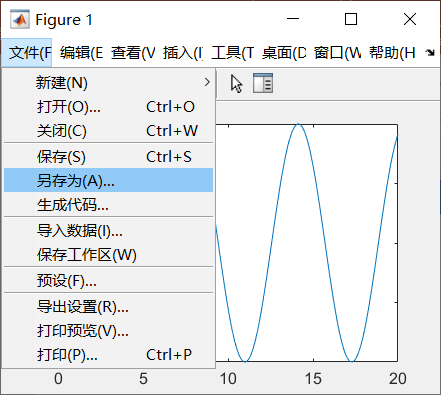 Figure 1
文件(F 编辑(E 查看(V 插入(I 工具(T 桌面(D 窗口(W 帮助(H
新建(N)
打开(O)... Ctrl+O
关闭(C) Ctrl+W
保存(S) Ctrl+S
另存为(A)...
生成代码...
导入数据(I)...
保存工作区(W)
预设(F)...
导出设置(R)...
打印预览(V)...
打印(P)... Ctrl+P
0 5 10 15 20